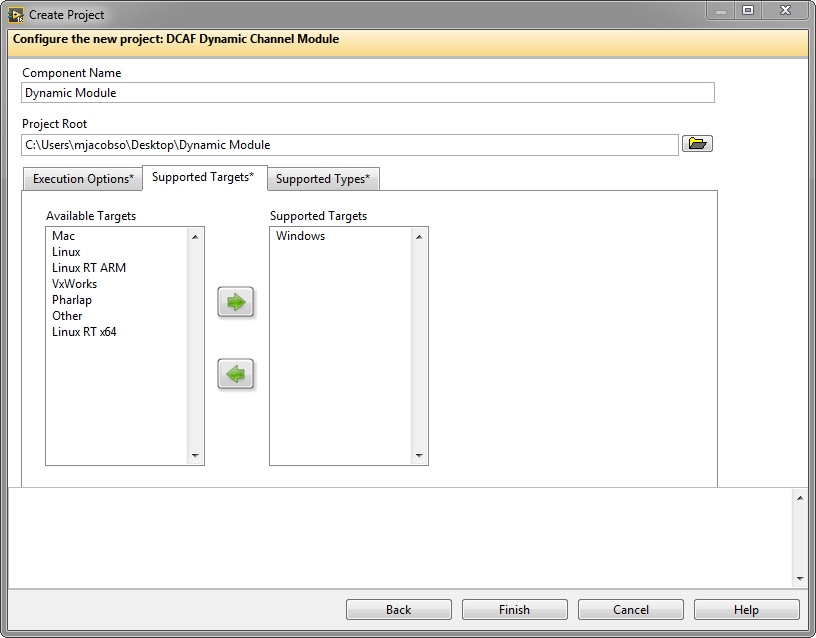 Create Project
Configure the new project: DCAF Dynamic Channel Module
Component Name
Dynamic Module
Project Root
C:\Users\mjacobso\Desktop\Dynamic Module
Execution Options*
Supported Targets*
Supported Types*
Available Targets
Mac
Linux
Linux RT ARM
VxWorks
Pharlap
Other
Linux RT x64
Supported Targets
Windows
Back
Finish
Cancel
Help